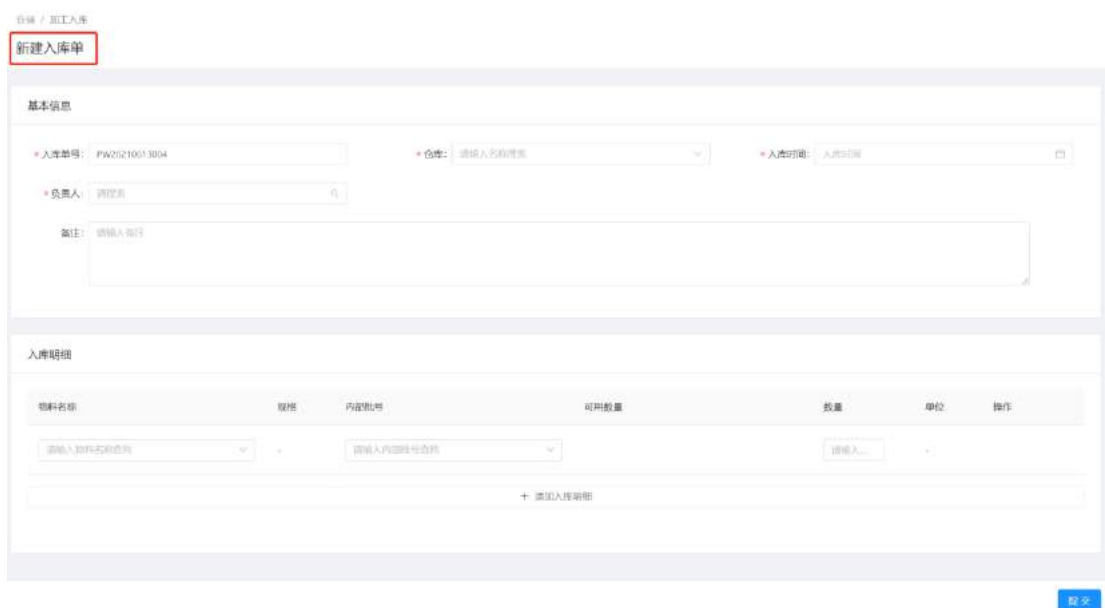 仓储 / 加工入库
新建入库单
基本信息
* 入库单号: PW20210613004
* 仓库: 请输入名称搜索
* 入库时间: 入库时间
* 负责人: 请搜索
备注: 请输入备注
入库明细
物料名称 规格 内部批号 可用数量 数量 单位 操作
请输入物料名称查询 - 请输入内部批号查询 请输入... -
+ 添加入库明细
提交